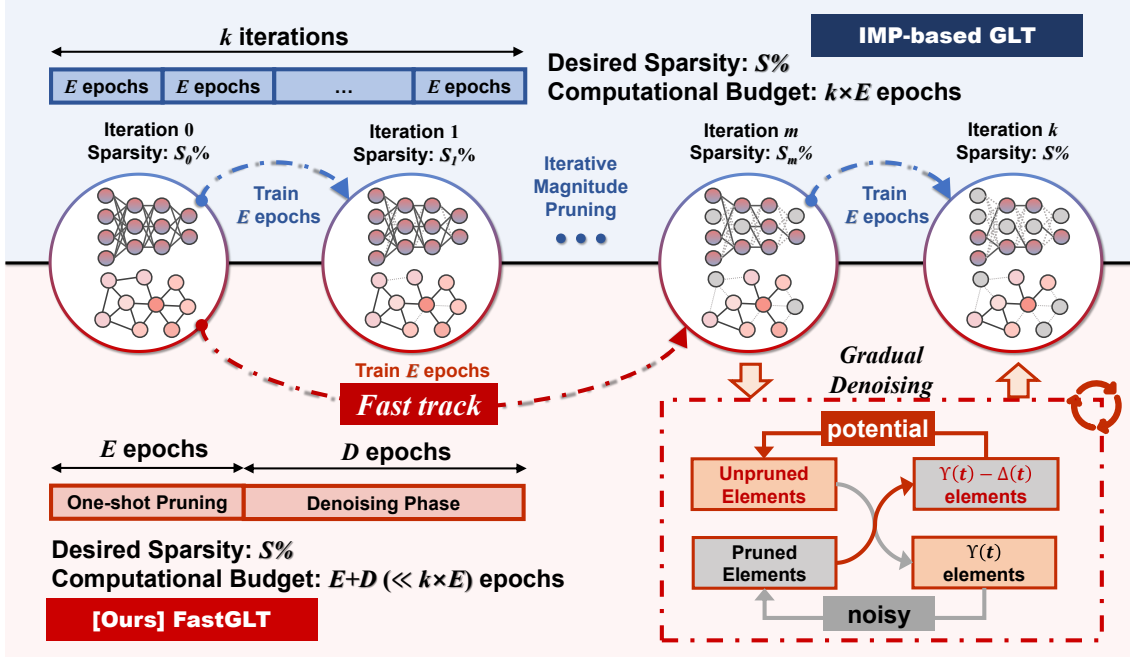 k iterations
IMP-based GLT
E epochs
E epochs
...
E epochs
Desired Sparsity: S%
Computational Budget: k×E epochs
Iteration 0
Sparsity: S₀%
Iteration 1
Sparsity: S₁%
Iteration m
Sparsity: Sₘ%
Iteration k
Sparsity: S%
Train
E epochs
Iterative
Magnitude
Pruning
Train
E epochs
Train E epochs
Fast track
Gradual
Denoising
E epochs
D epochs
One-shot Pruning
Denoising Phase
Desired Sparsity: S%
Computational Budget: E+D (≪ k×E) epochs
[Ours] FastGLT
potential
Unpruned
Elements
ϒ(t) − Δ(t)
elements
Pruned
Elements
ϒ(t)
elements
noisy